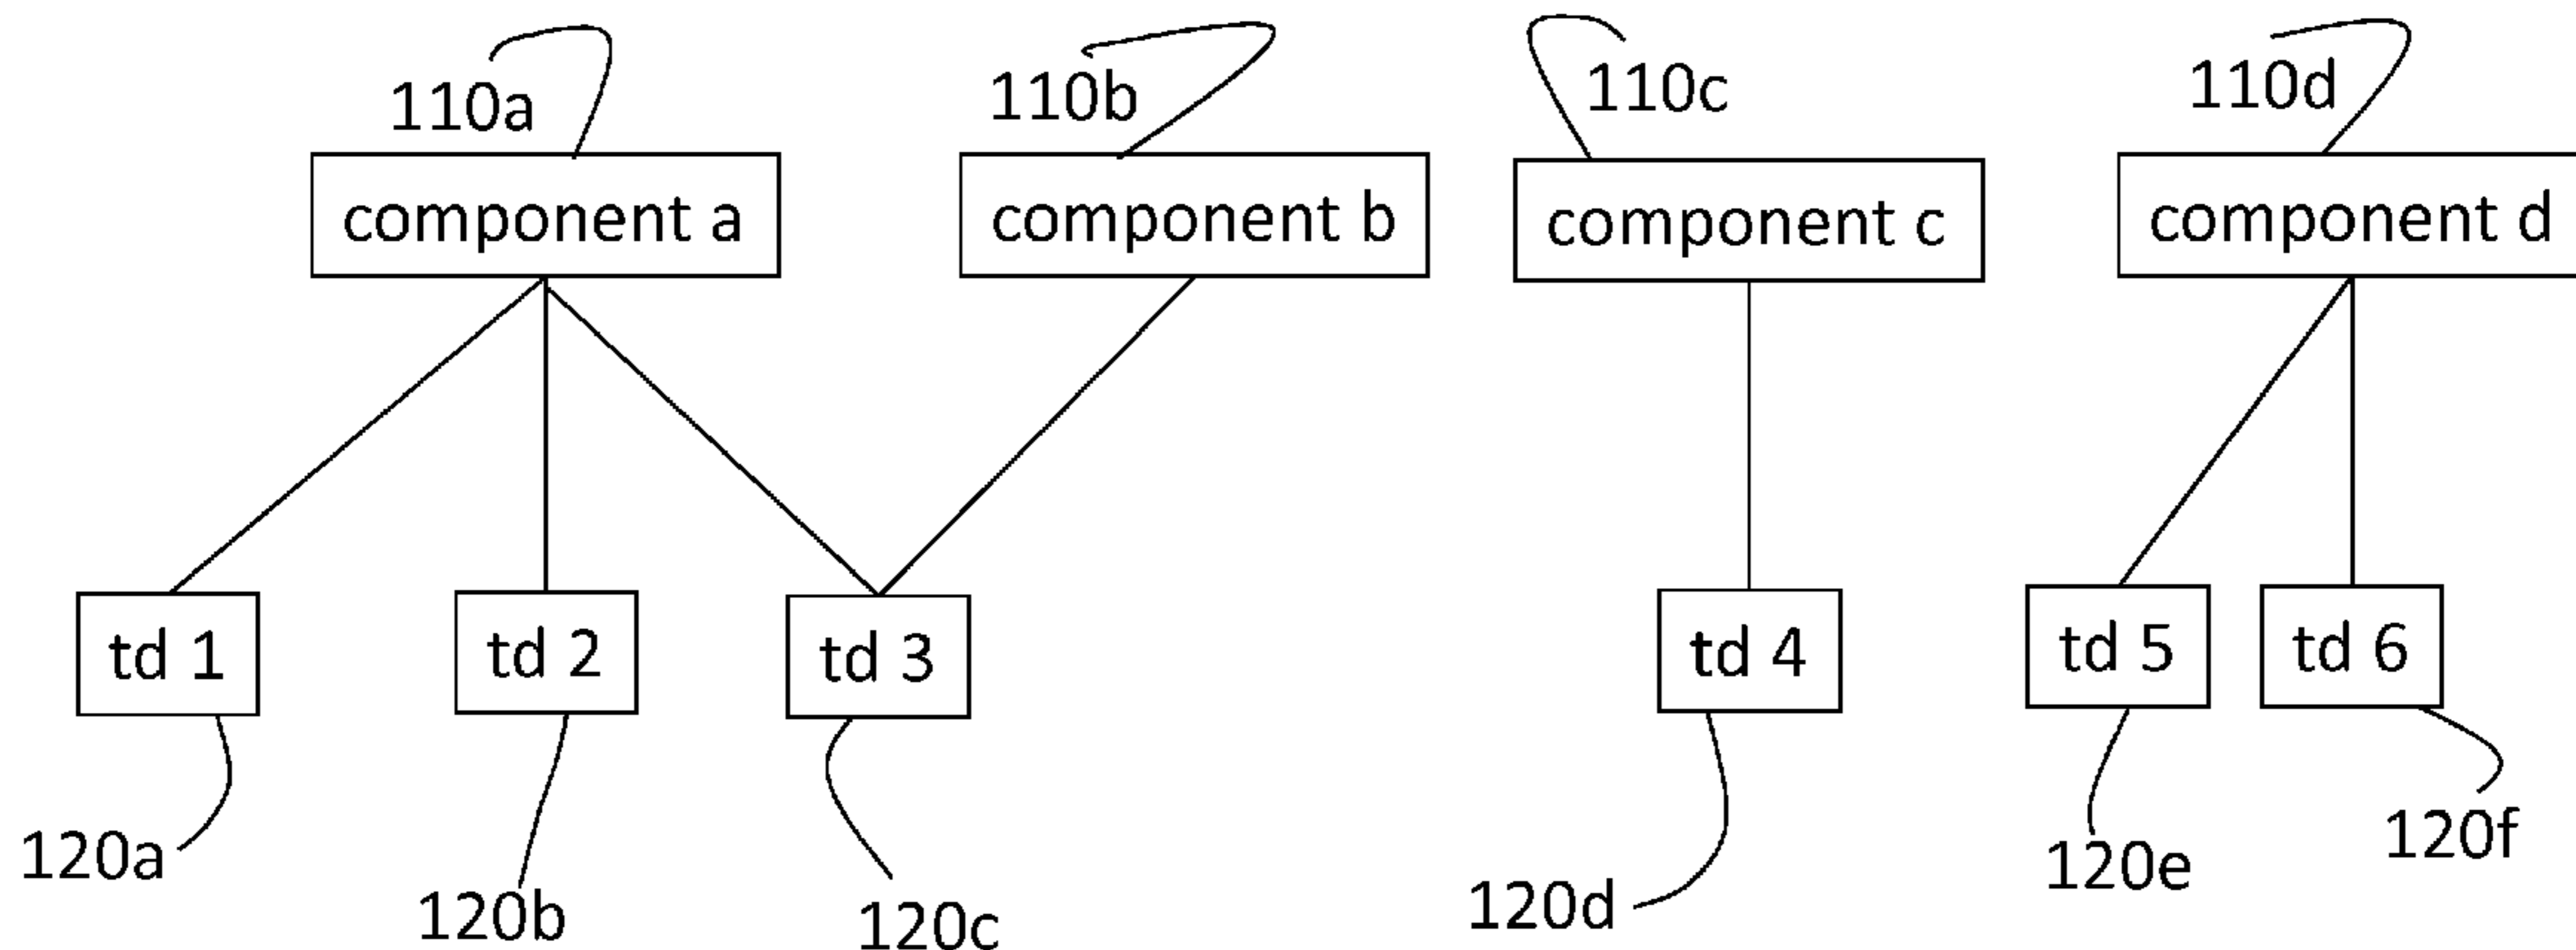 110a
110b
110c
110d
component a
component b
component c
component d
td 1
td 2
td 3
td 4
td 5
td 6
120a
120b
120c
120d
120e
120f